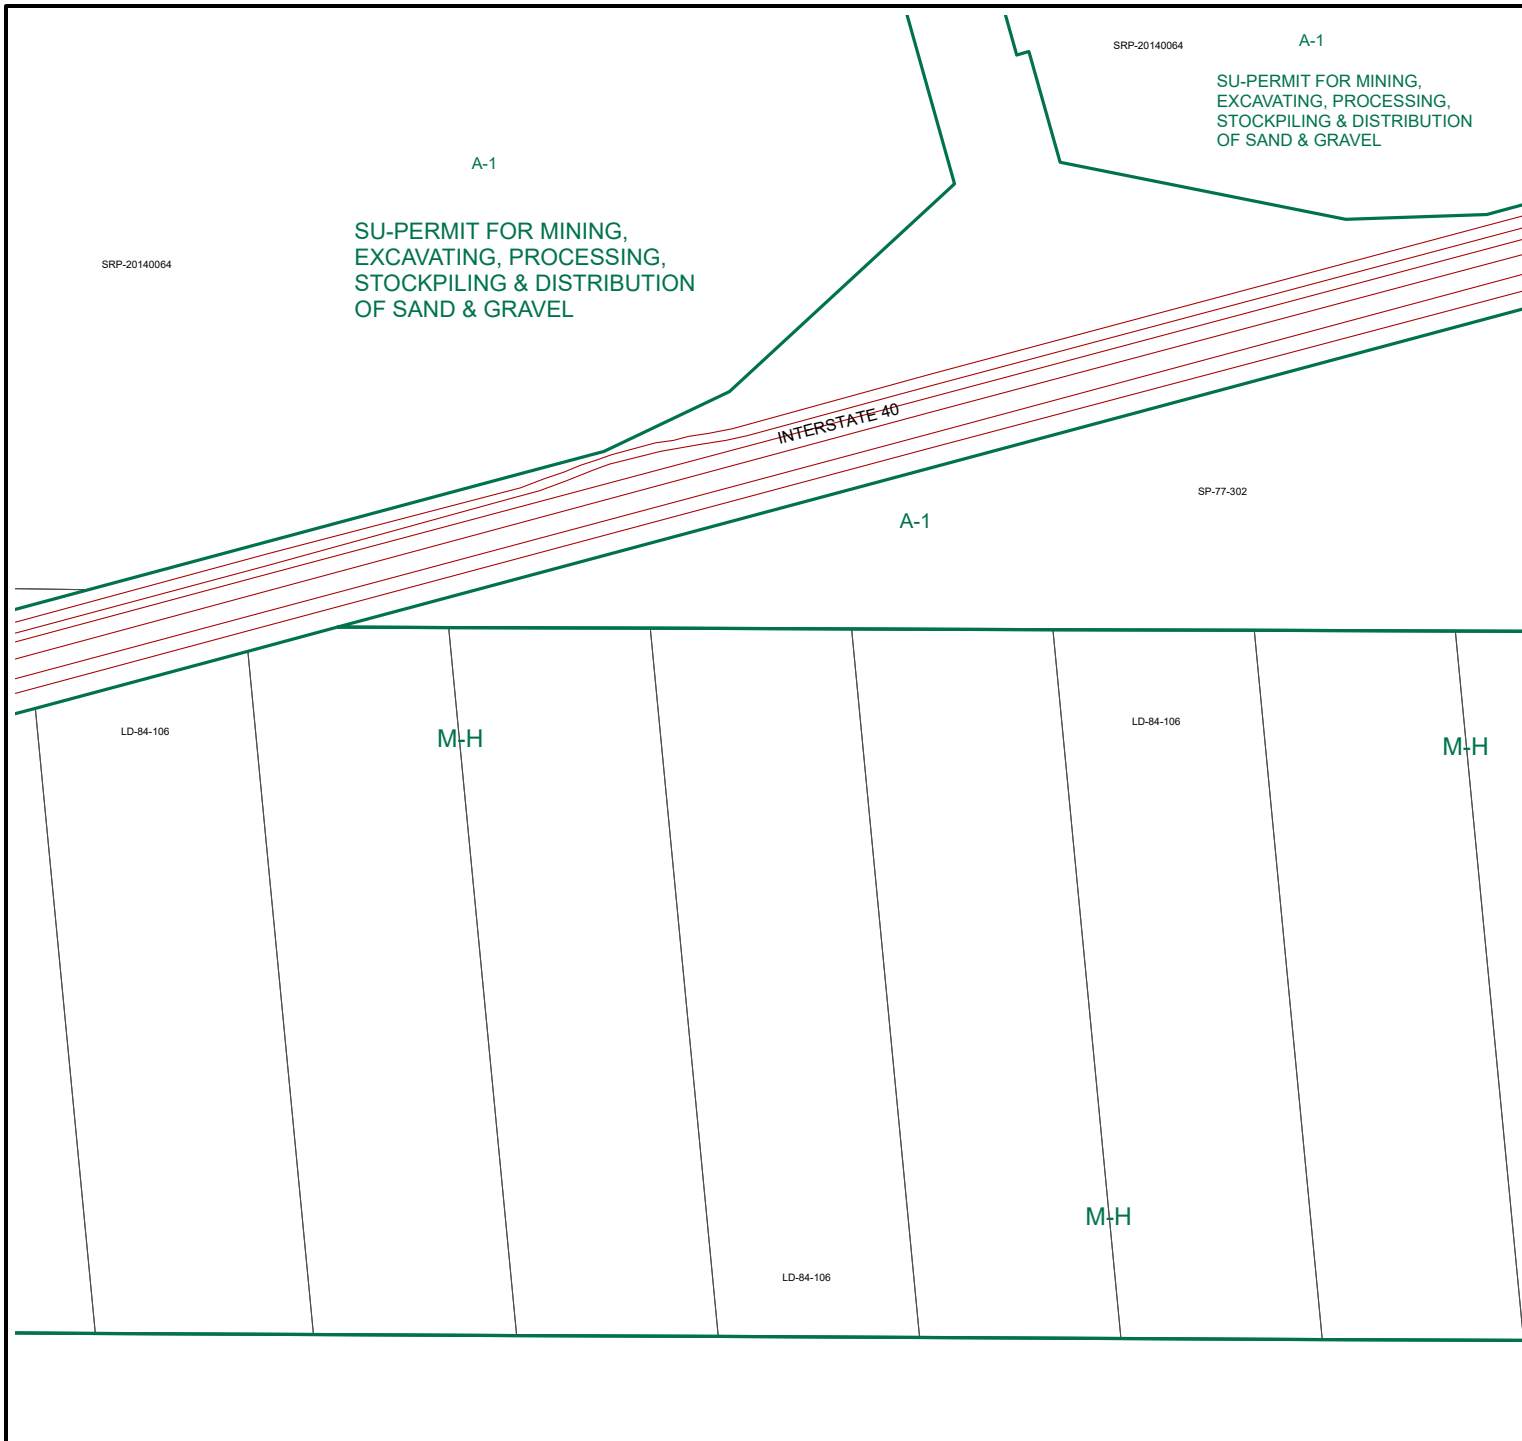 SRP-20140064
A-1
SU-PERMIT FOR MINING,
EXCAVATING, PROCESSING,
STOCKPILING & DISTRIBUTION
OF SAND & GRAVEL
A-1
SU-PERMIT FOR MINING,
EXCAVATING, PROCESSING,
STOCKPILING & DISTRIBUTION
OF SAND & GRAVEL
SRP-20140064
INTERSTATE 40
SP-77-302
A-1
LD-84-106
M-H
LD-84-106
M-H
M-H
LD-84-106